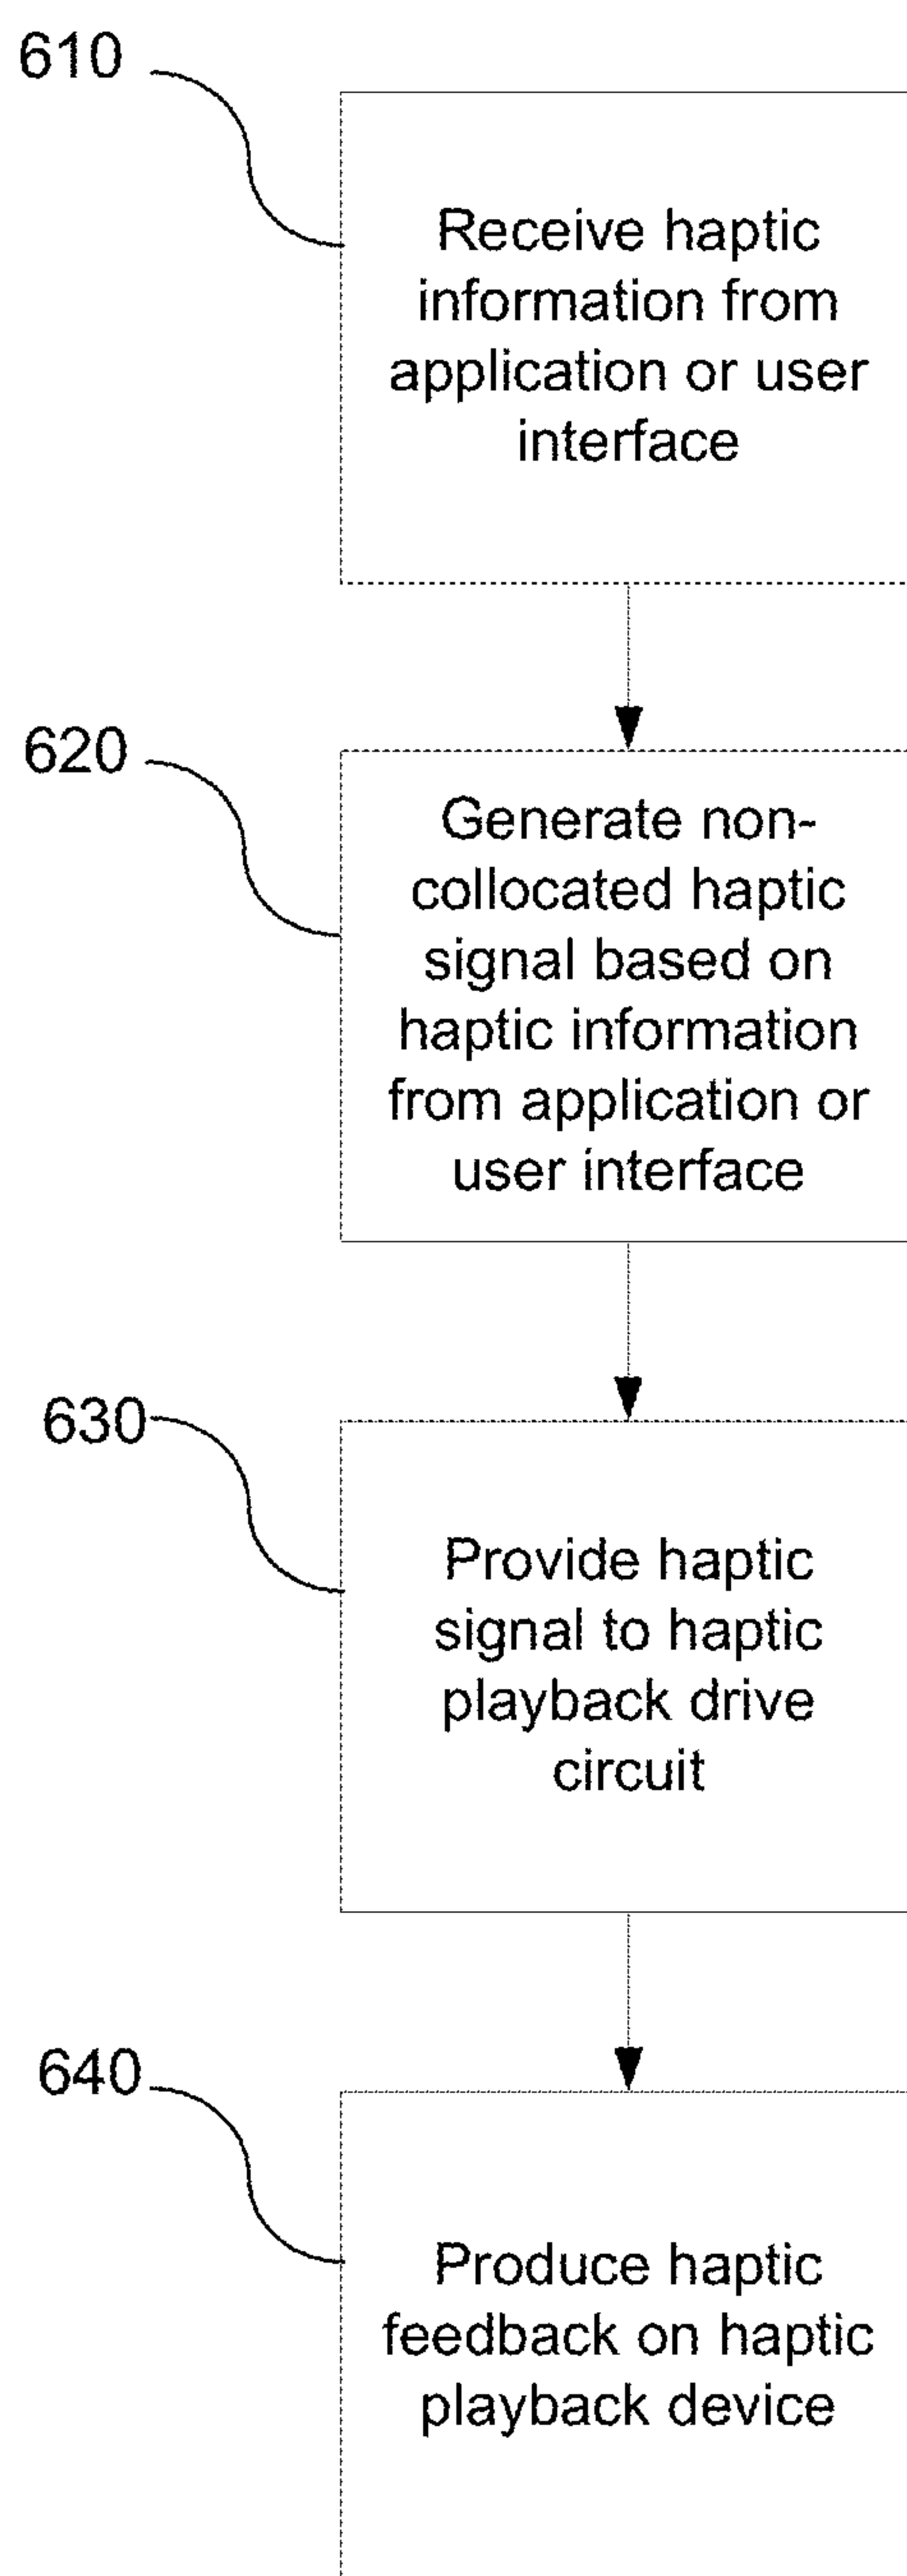 610
Receive haptic
information from
application or user
interface
620
Generate non-
collocated haptic
signal based on
haptic information
from application or
user interface
630
Provide haptic
signal to haptic
playback drive
circuit
640
Produce haptic
feedback on haptic
playback device